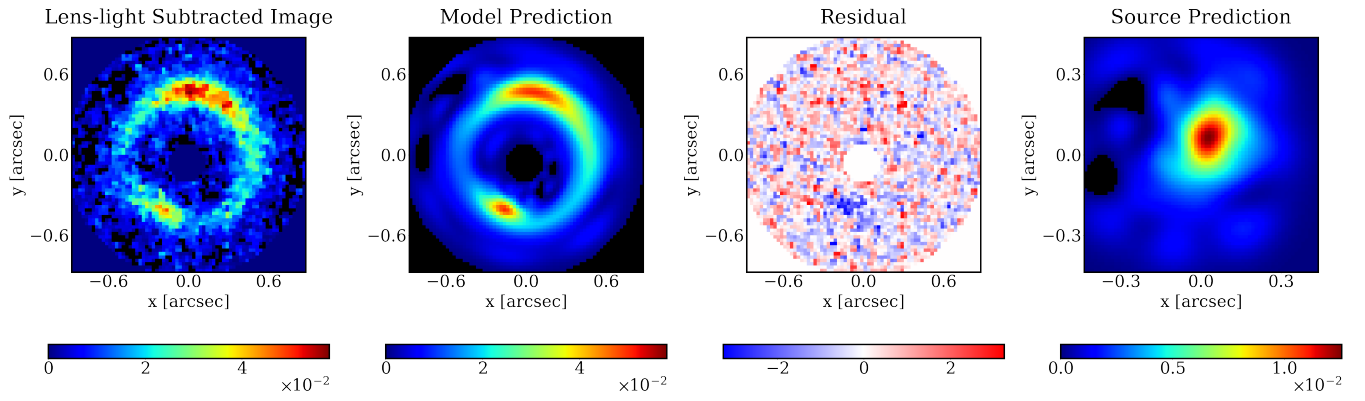 Lens-light Subtracted Image Model Prediction Residual Source Prediction
y [arcsec] 0.6 0.0 −0.6
−0.6 0.0 0.6
x [arcsec]
0 2 4
×10−2
y [arcsec] 0.6 0.0 −0.6
−0.6 0.0 0.6
x [arcsec]
0 2 4
×10−2
y [arcsec] 0.6 0.0 −0.6
−0.6 0.0 0.6
x [arcsec]
−2 0 2
y [arcsec] 0.3 0.0 −0.3
−0.3 0.0 0.3
x [arcsec]
0.0 0.5 1.0
×10−2